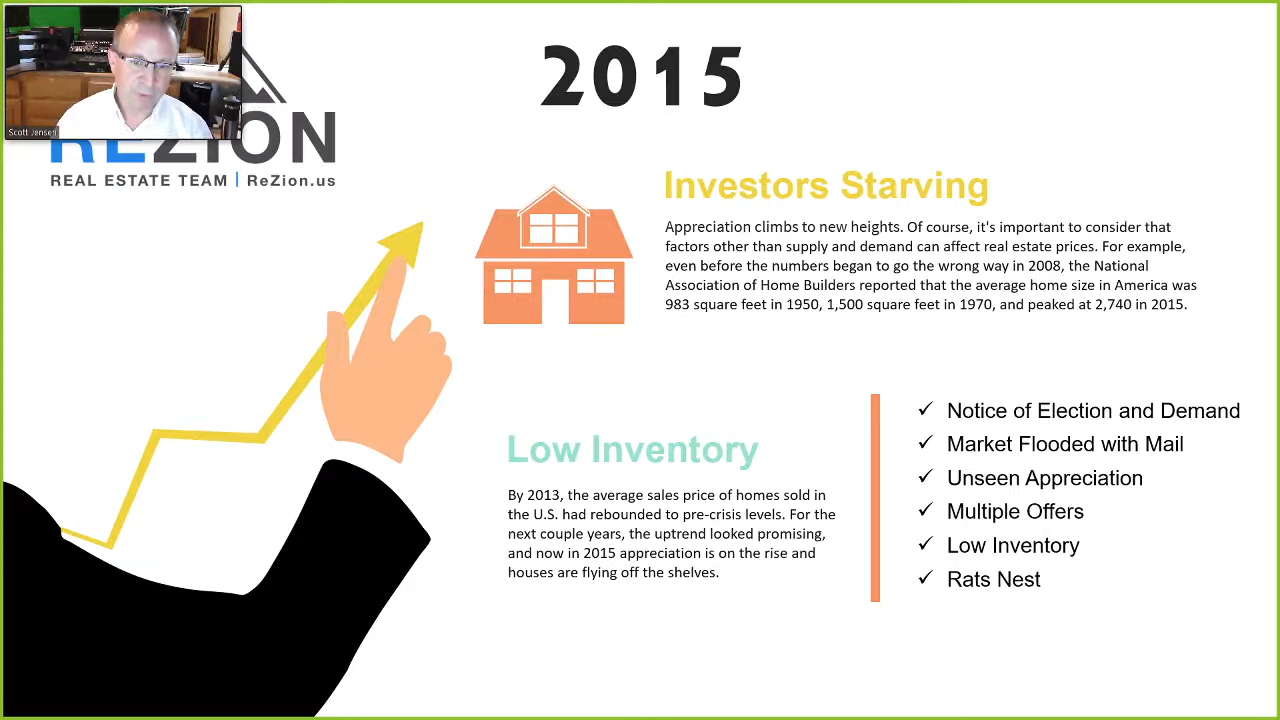 Scott Jensen
REZION
REAL ESTATE TEAM | ReZion.us
2015
Investors Starving
Appreciation climbs to new heights. Of course, it's important to consider that
factors other than supply and demand can affect real estate prices. For example,
even before the numbers began to go the wrong way in 2008, the National
Association of Home Builders reported that the average home size in America was
983 square feet in 1950, 1,500 square feet in 1970, and peaked at 2,740 in 2015.
Low Inventory
By 2013, the average sales price of homes sold in
the U.S. had rebounded to pre-crisis levels. For the
next couple years, the uptrend looked promising,
and now in 2015 appreciation is on the rise and
houses are flying off the shelves.
✓ Notice of Election and Demand
✓ Market Flooded with Mail
✓ Unseen Appreciation
✓ Multiple Offers
✓ Low Inventory
✓ Rats Nest